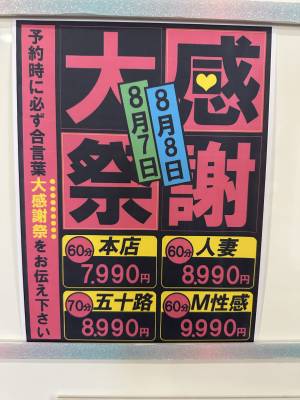 大感謝祭
8月7日
8月8日
予約時に必ず合言葉大感謝祭をお伝え下さい
60分 本店
7,990円
60分 人妻
8,990円
70分 五十路
8,990円
60分 M性感
9,990円